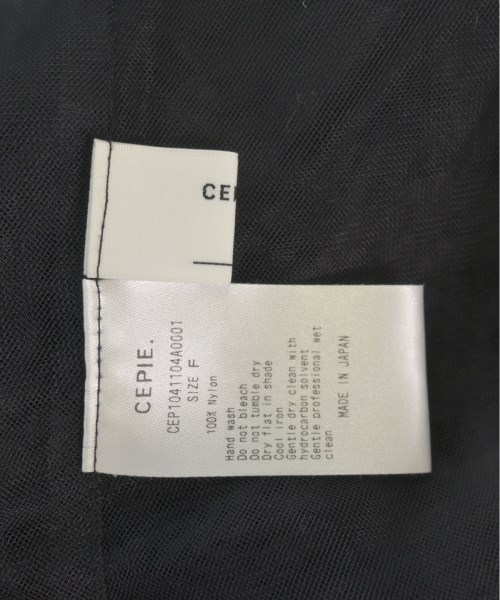 CEPIE.
CEP1041104A0001
SIZE F
100% Nylon
Hand wash
Do not bleach
Do not tumble dry
Dry flat in shade
Cool iron
Gentle dry clean with
hydrocarbon solvent
Gentle professional wet
clean
MADE IN JAPAN